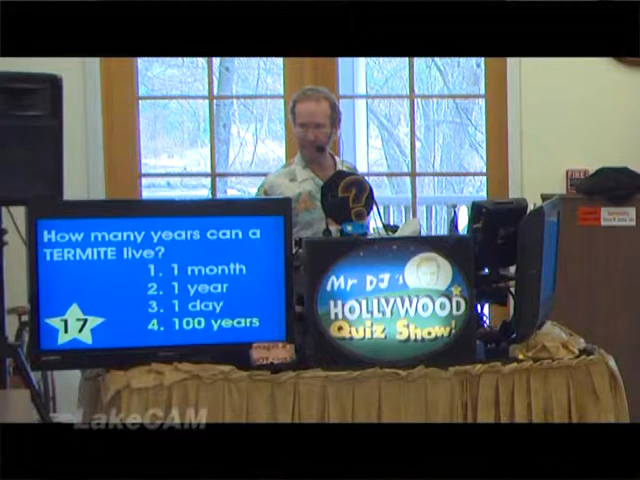 How many years can a
TERMITE live?
1. 1 month
2. 1 year
3. 1 day
4. 100 years
17
?
Mr DJ's
HOLLYWOOD
Quiz Show!
FIRE
LakeCAM